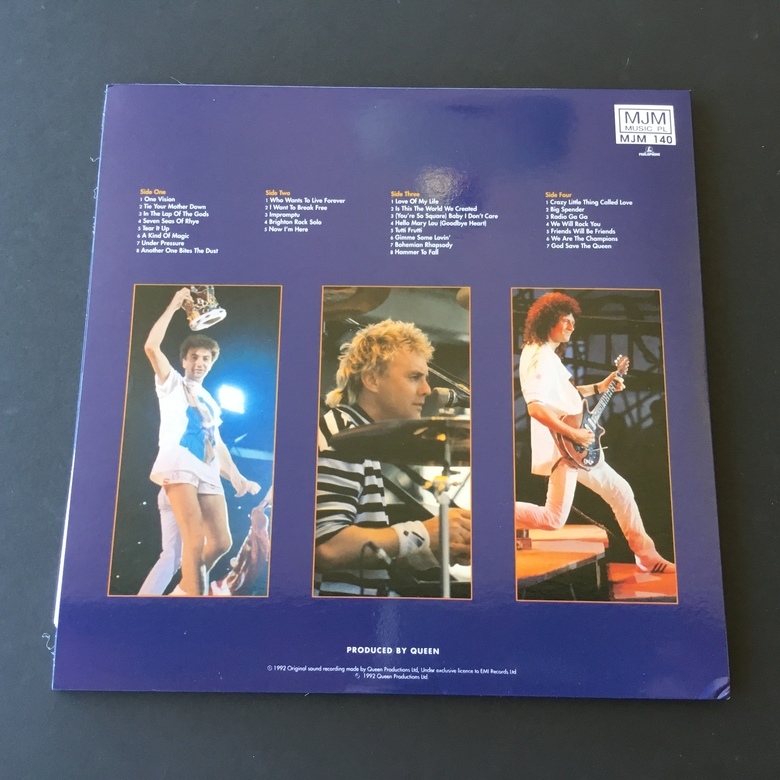 MJM
MUSIC PL
MJM 140
PARLOPHONE
Side One
1 One Vision
2 Tie Your Mother Down
3 In The Lap Of The Gods
4 Seven Seas Of Rhye
5 Tear It Up
6 A Kind Of Magic
7 Under Pressure
8 Another One Bites The Dust
Side Two
1 Who Wants To Live Forever
2 I Want To Break Free
3 Impromptu
4 Brighton Rock Solo
5 Now I'm Here
Side Three
1 Love Of My Life
2 Is This The World We Created
3 (You're So Square) Baby I Don't Care
4 Hello Mary Lou (Goodbye Heart)
5 Tutti Frutti
6 Gimme Some Lovin'
7 Bohemian Rhapsody
8 Hammer To Fall
Side Four
1 Crazy Little Thing Called Love
2 Big Spender
3 Radio Ga Ga
4 We Will Rock You
5 Friends Will Be Friends
6 We Are The Champions
7 God Save The Queen
PRODUCED BY QUEEN
℗ 1992 Original sound recording made by Queen Productions Ltd, Under exclusive licence to EMI Records Ltd
© 1992 Queen Productions Ltd.